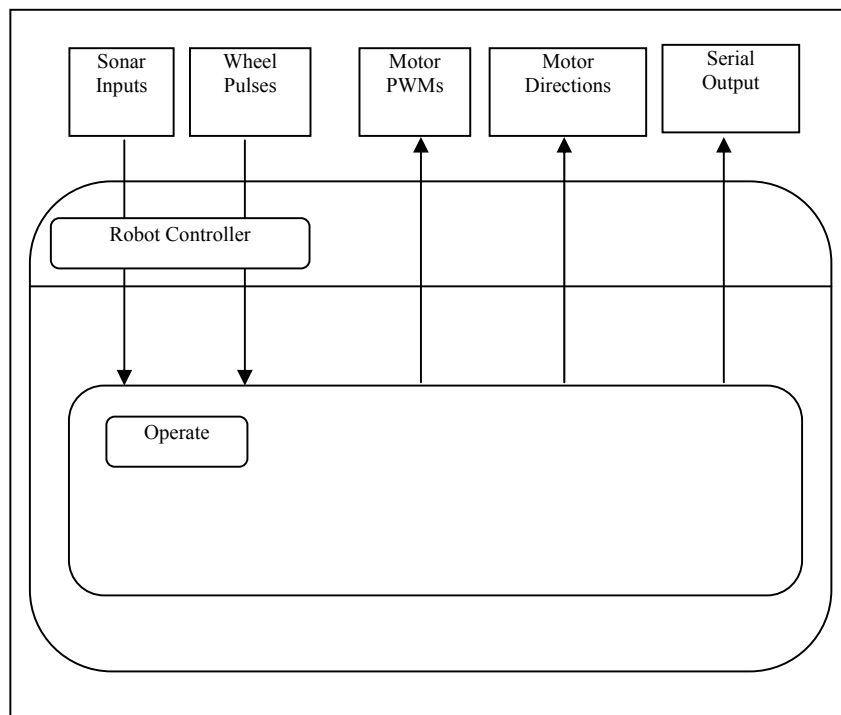 Sonar
Inputs
Wheel
Pulses
Motor
PWMs
Motor
Directions
Serial
Output
Robot Controller
Operate